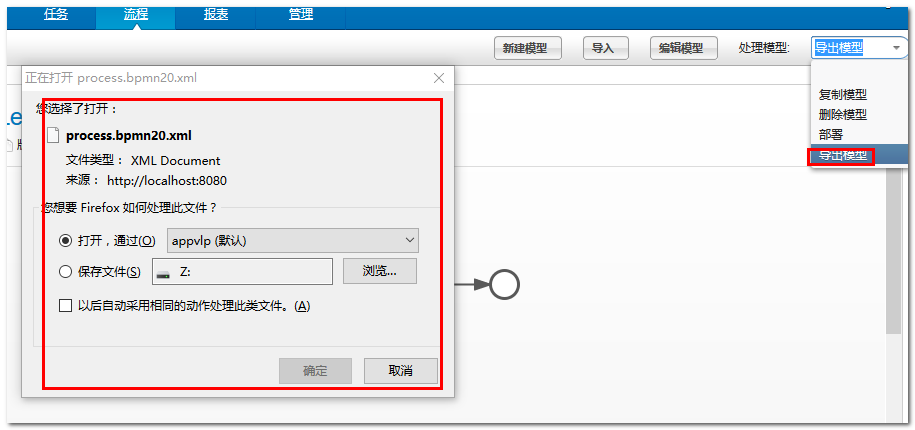 任务 流程 报表 管理
新建模型 导入 编辑模型 处理模型: 导出模型
复制模型
删除模型
部署
导出模型
正在打开 process.bpmn20.xml
您选择了打开：
process.bpmn20.xml
文件类型： XML Document
来源： http://localhost:8080
您想要 Firefox 如何处理此文件？
打开，通过(O) appvlp (默认)
保存文件(S) Z: 浏览...
以后自动采用相同的动作处理此类文件。(A)
确定 取消
Le